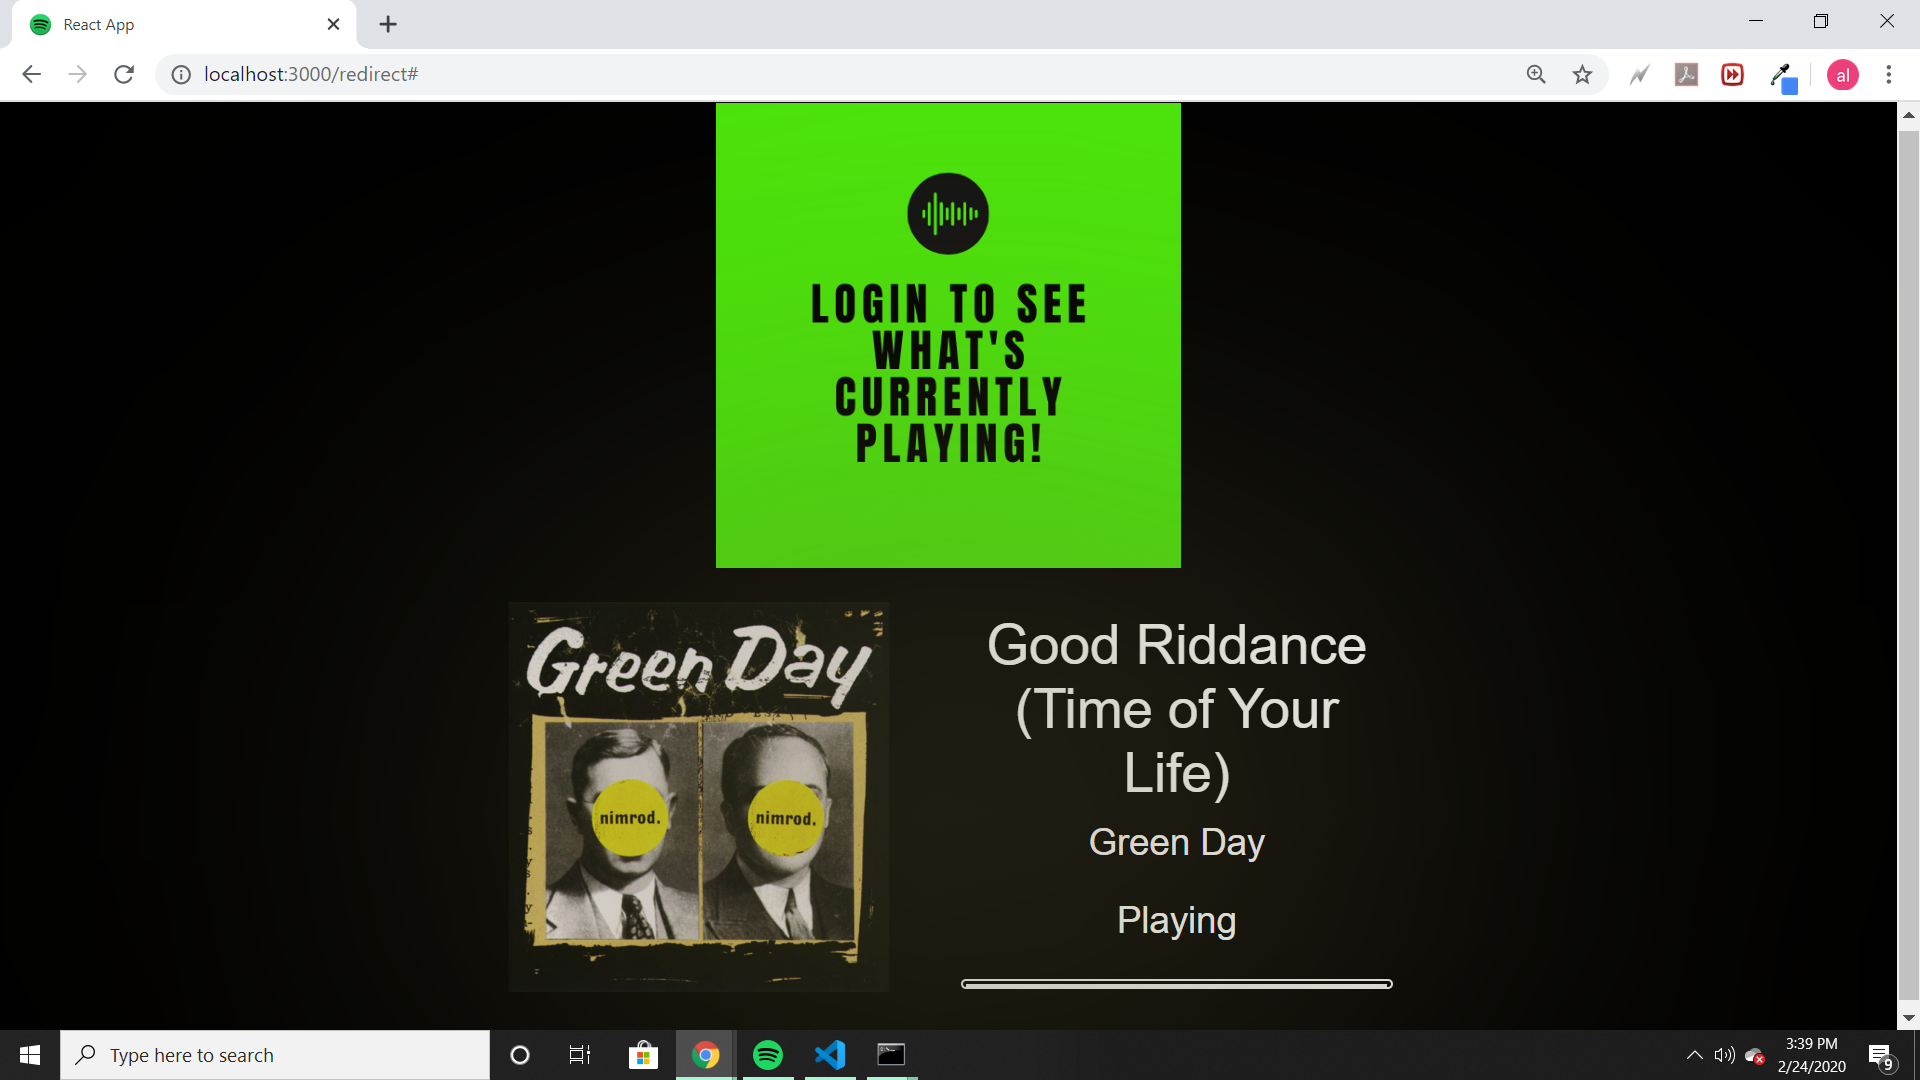 React App
localhost:3000/redirect#
al
LOGIN TO SEE
WHAT'S
CURRENTLY
PLAYING!
Green Day
nimrod.
nimrod.
Good Riddance
(Time of Your
Life)
Green Day
Playing
Type here to search
3:39 PM
2/24/2020
9